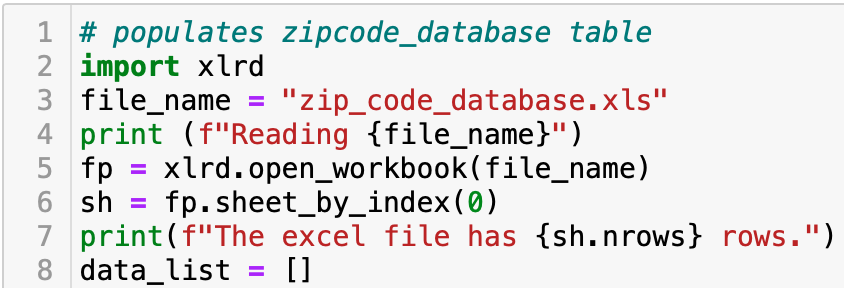 1 # populates zipcode_database table
2 import xlrd
3 file_name = "zip_code_database.xls"
4 print (f"Reading {file_name}")
5 fp = xlrd.open_workbook(file_name)
6 sh = fp.sheet_by_index(0)
7 print(f"The excel file has {sh.nrows} rows.")
8 data_list = []